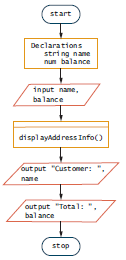 start
Declarations
string name
num balance
input name,
balance
displayAddressInfo()
output "Customer: ",
name
output "Total: ",
balance
stop